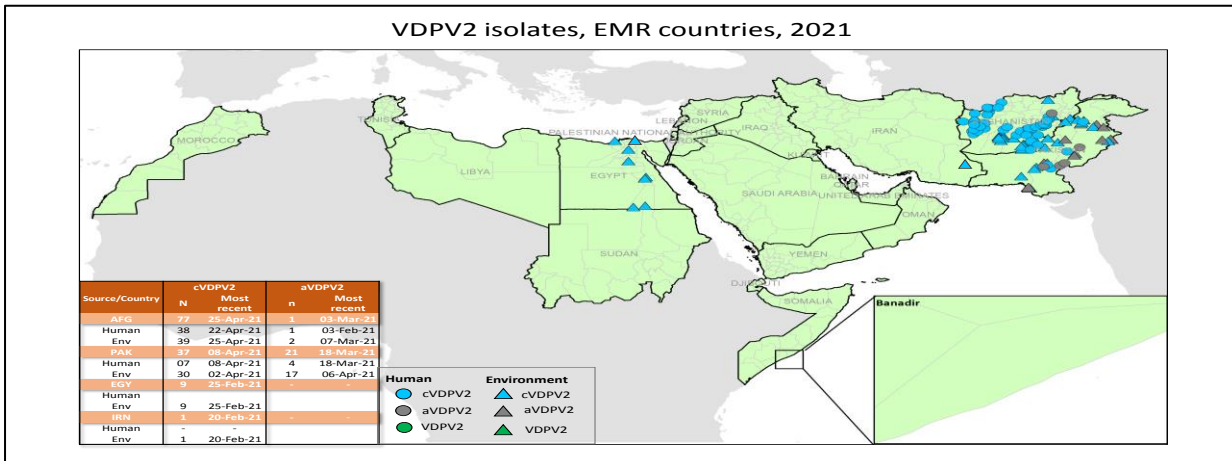 VDPV2 isolates, EMR countries, 2021
MOROCCO
TUNISIA
LIBYA
EGYPT
SUDAN
LEBANON
SYRIA
PALESTINIAN NATIONAL AUTHORITY
JORDAN
IRAQ
IRAN
KUWAIT
BAHRAIN
QATAR
SAUDI ARABIA
UNITED ARAB EMIRATES
OMAN
YEMEN
DJIBOUTI
SOMALIA
AFGHANISTAN
Banadir
Source/Country cVDPV2 aVDPV2
N Most recent n Most recent
AFG 77 25-Apr-21 1 03-Mar-21
Human 38 22-Apr-21 1 03-Feb-21
Env 39 25-Apr-21 2 07-Mar-21
PAK 37 08-Apr-21 21 18-Mar-21
Human 07 08-Apr-21 4 18-Mar-21
Env 30 02-Apr-21 17 06-Apr-21
EGY 9 25-Feb-21 - -
Human
Env 9 25-Feb-21
IRN 1 20-Feb-21 - -
Human - -
Env 1 20-Feb-21
Human Environment
cVDPV2 cVDPV2
aVDPV2 aVDPV2
VDPV2 VDPV2